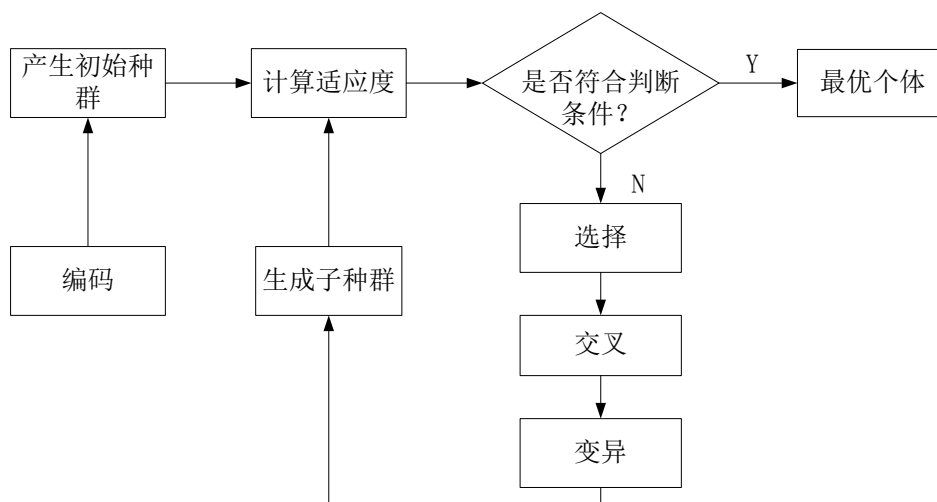 产生初始种
群
计算适应度
是否符合判断
条件？
Y
最优个体
N
编码
生成子种群
选择
交叉
变异